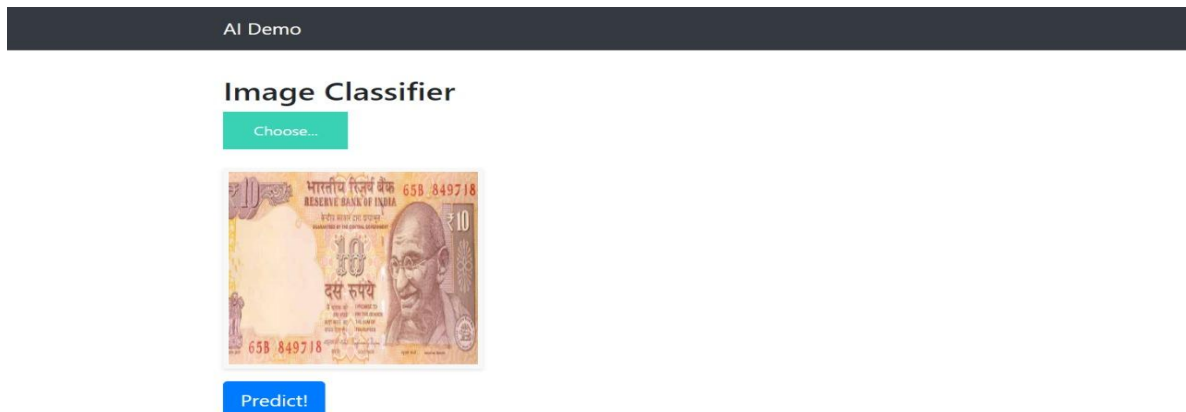 AI Demo
Image Classifier
Choose...
भारतीय रिज़र्व बैंक 65B 849718
RESERVE BANK OF INDIA
₹10
₹10
10
दस रुपये
65B 849718
Predict!